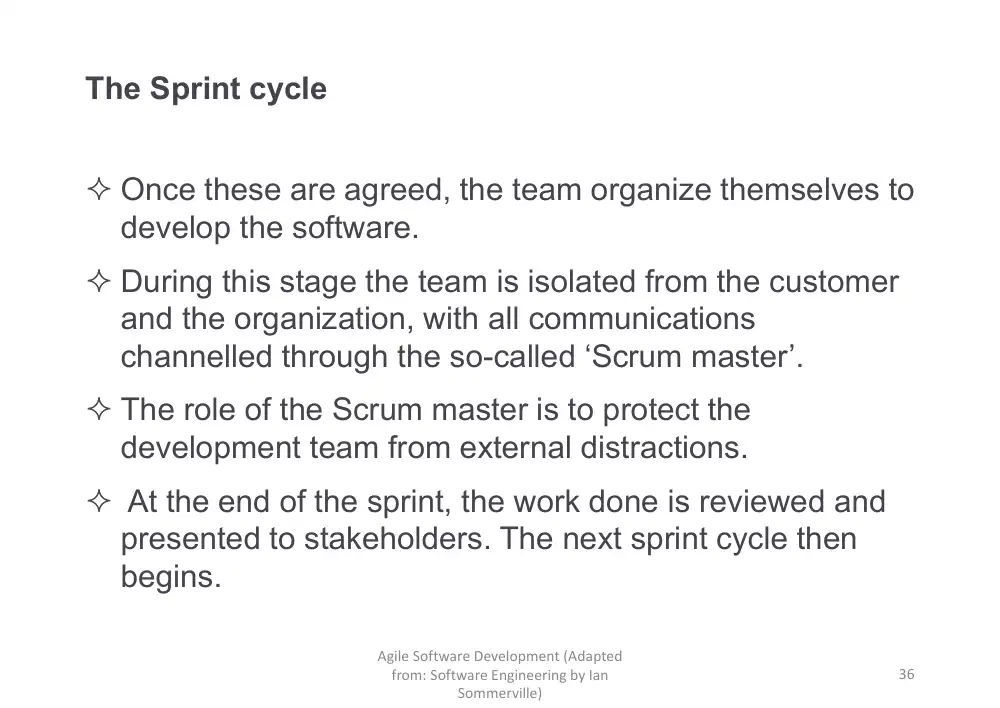 The Sprint cycle
✧ Once these are agreed, the team organize themselves to
develop the software.
✧ During this stage the team is isolated from the customer
and the organization, with all communications
channelled through the so-called ‘Scrum master’.
✧ The role of the Scrum master is to protect the
development team from external distractions.
✧ At the end of the sprint, the work done is reviewed and
presented to stakeholders. The next sprint cycle then
begins.
Agile Software Development (Adapted
from: Software Engineering by Ian
Sommerville)
36